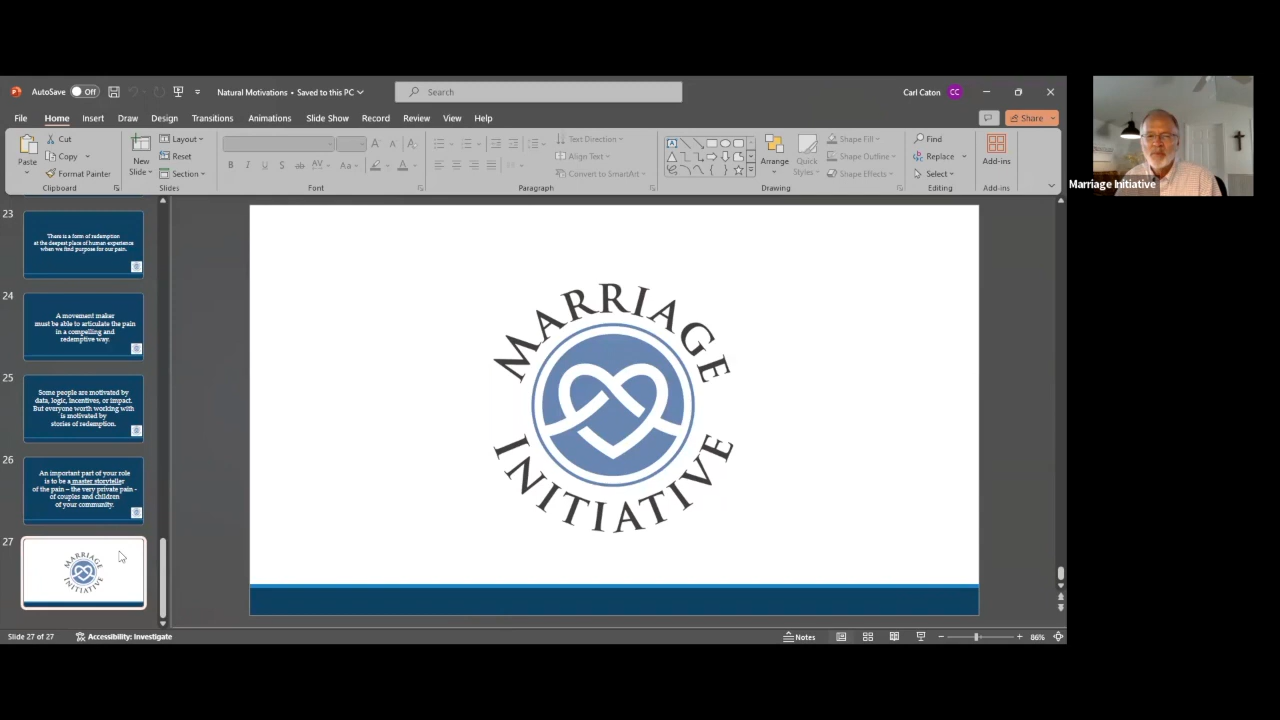 AutoSave Off
Natural Motivations • Saved to this PC
Search
Carl Caton CC
File Home Insert Draw Design Transitions Animations Slide Show Record Review View Help
Share
Paste
Cut
Copy
Format Painter
Clipboard
New Slide
Layout
Reset
Section
Slides
B I U S ab AV Aa A
Font
Text Direction
Align Text
Convert to SmartArt
Paragraph
Arrange
Quick Styles
Shape Fill
Shape Outline
Shape Effects
Drawing
Find
Replace
Select
Editing
Add-ins
Add-ins
Marriage Initiative
23
There is a form of redemption
at the deepest place of human experience
when we find purpose for our pain.
24
A movement maker
must be able to articulate the pain
in a compelling and
redemptive way.
25
Some people are motivated by
data, logic, incentives, or impact.
But everyone worth working with
is motivated by
stories of redemption.
26
An important part of your role
is to be a master storyteller
of the pain – the very private pain -
of couples and children
of your community.
27
MARRIAGE
INITIATIVE
MARRIAGE
INITIATIVE
Slide 27 of 27
Accessibility: Investigate
Notes
86%